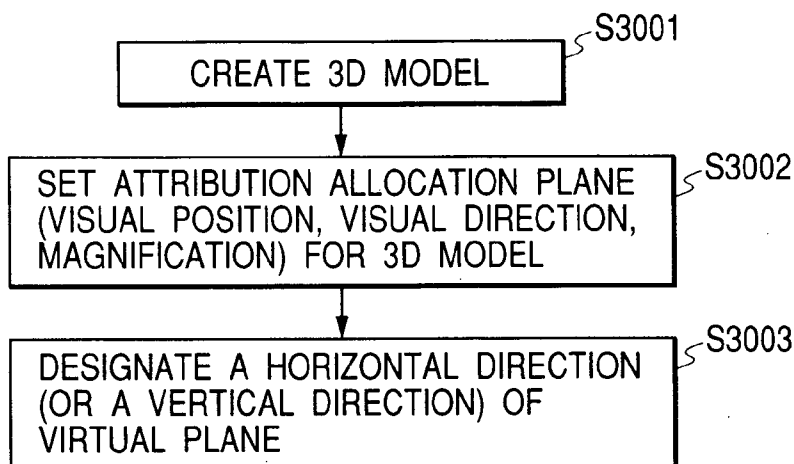 S3001
CREATE 3D MODEL
S3002
SET ATTRIBUTION ALLOCATION PLANE
(VISUAL POSITION, VISUAL DIRECTION,
MAGNIFICATION) FOR 3D MODEL
S3003
DESIGNATE A HORIZONTAL DIRECTION
(OR A VERTICAL DIRECTION) OF
VIRTUAL PLANE